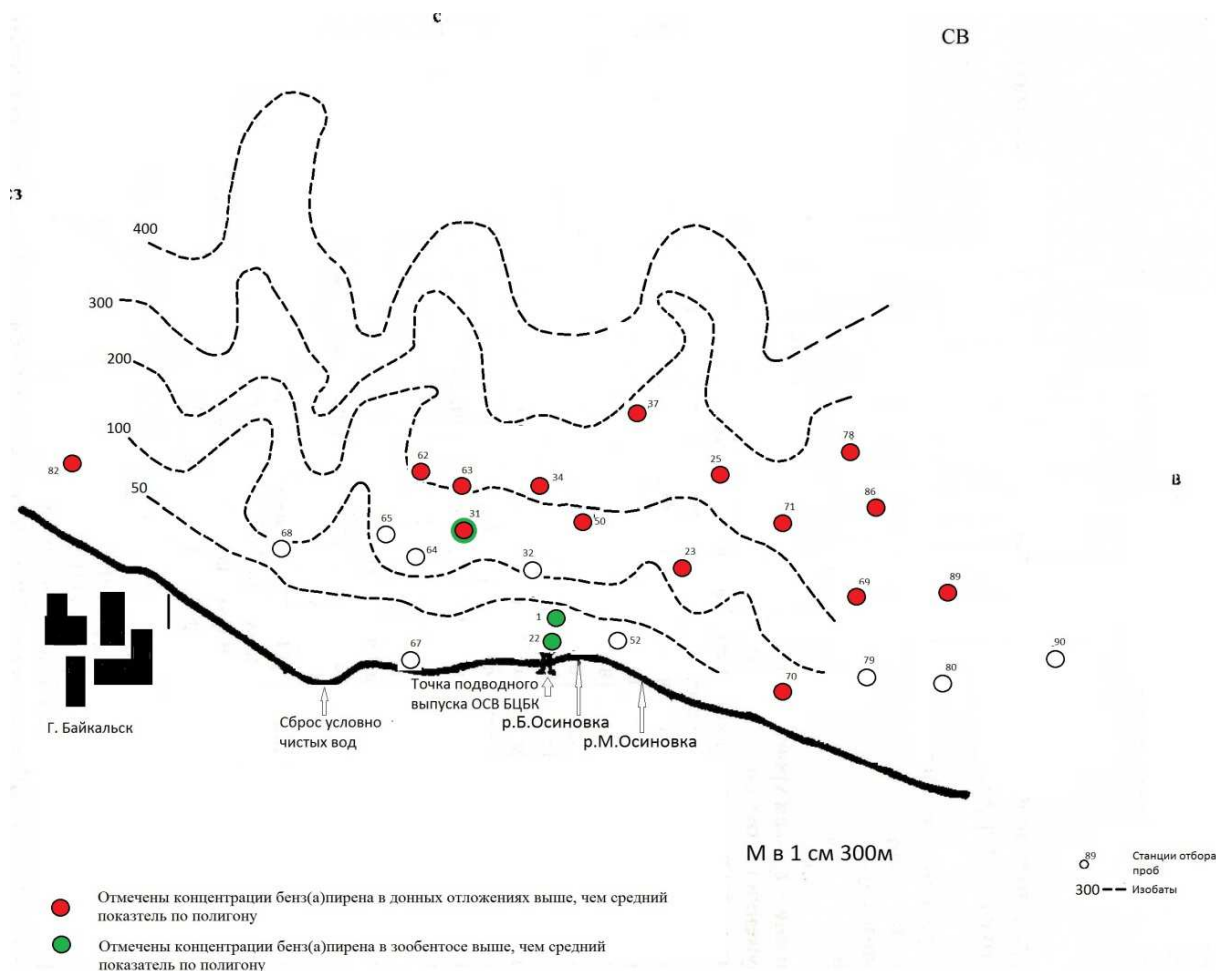 с
СВ
сз
400
300
200
100
50
37
78
82
62
63
34
25
86
В
31
50
71
68
65
64
32
23
69
89
1
22
52
67
90
79
80
70
Г. Байкальск
Сброс условно
чистых вод
Точка подводного
выпуска ОСВ БЦБК
р.Б.Осиновка
р.М.Осиновка
М в 1 см 300м
89
Станции отбора
проб
300
Изобаты
Отмечены концентрации бенз(а)пирена в донных отложениях выше, чем средний
показтель по полигону
Отмечены концентрации бенз(а)пирена в зообентосе выше, чем средний
показатель по полигону